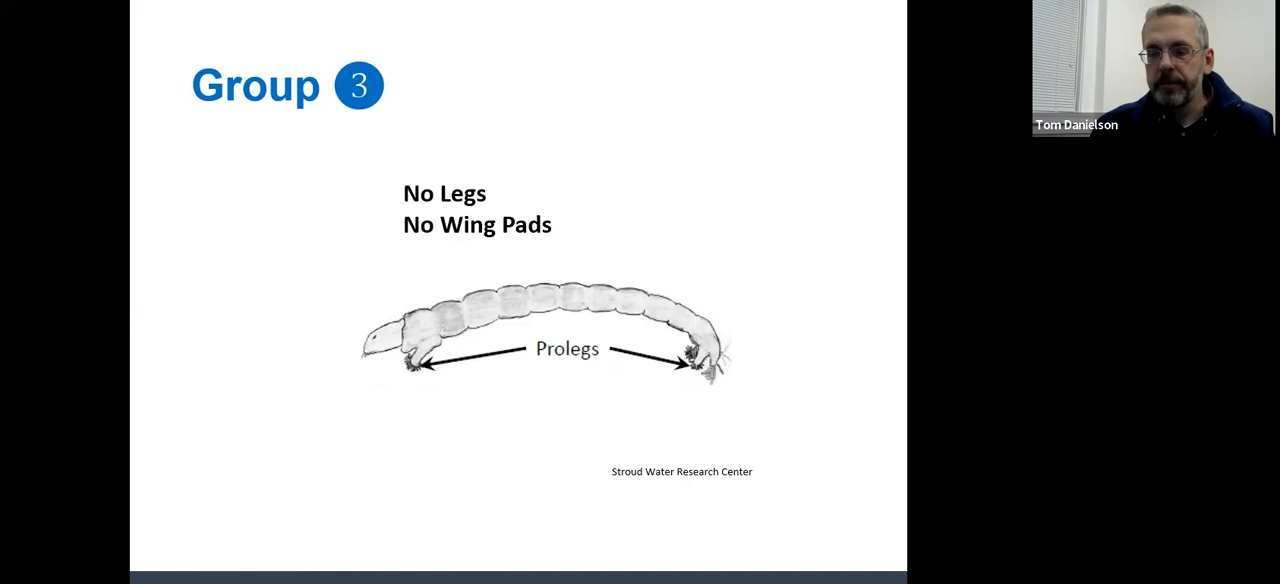 Group 3
Tom Danielson
No Legs
No Wing Pads
Prolegs
Stroud Water Research Center